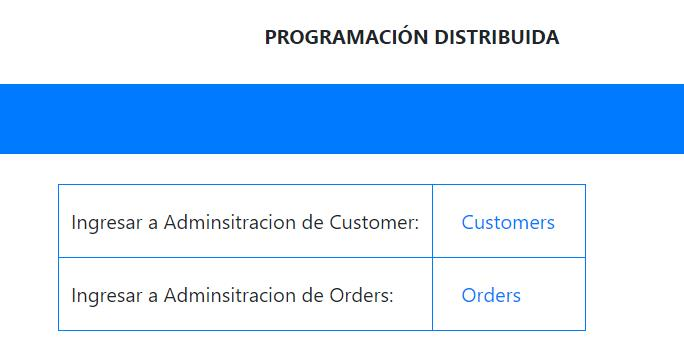 PROGRAMACIÓN DISTRIBUIDA
Ingresar a Adminsitracion de Customer: Customers
Ingresar a Adminsitracion de Orders: Orders